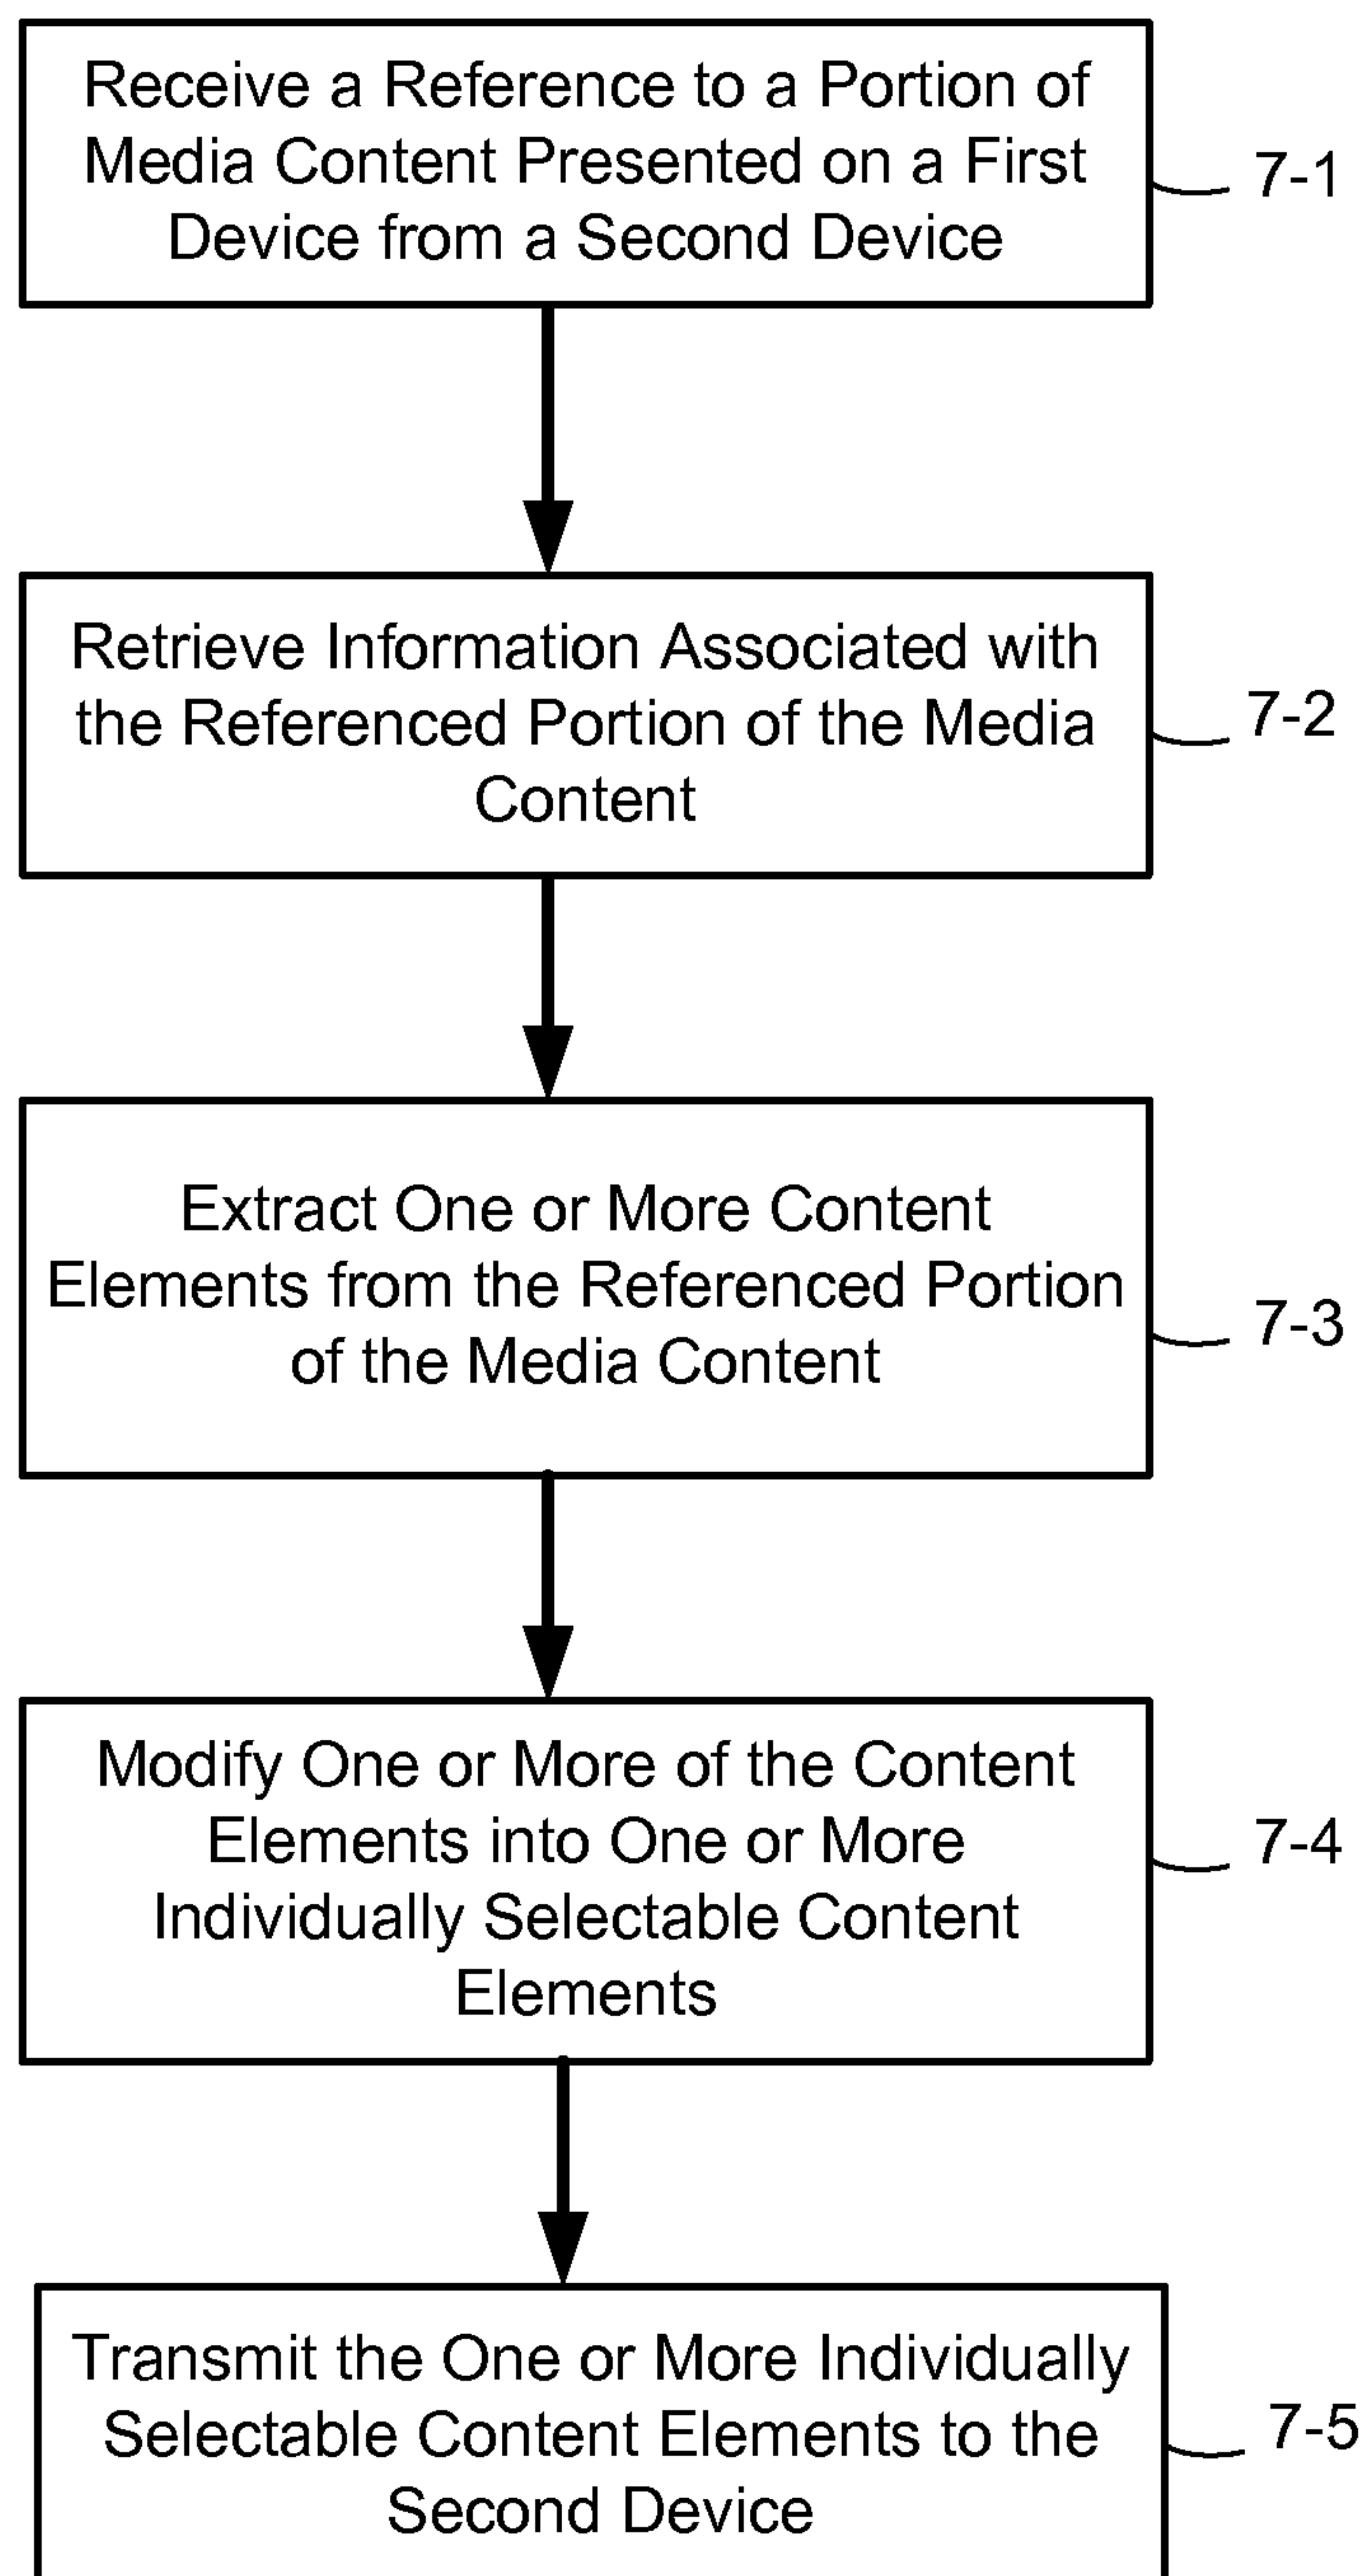 Receive a Reference to a Portion of
Media Content Presented on a First
Device from a Second Device
7-1
Retrieve Information Associated with
the Referenced Portion of the Media
Content
7-2
Extract One or More Content
Elements from the Referenced Portion
of the Media Content
7-3
Modify One or More of the Content
Elements into One or More
Individually Selectable Content
Elements
7-4
Transmit the One or More Individually
Selectable Content Elements to the
Second Device
7-5